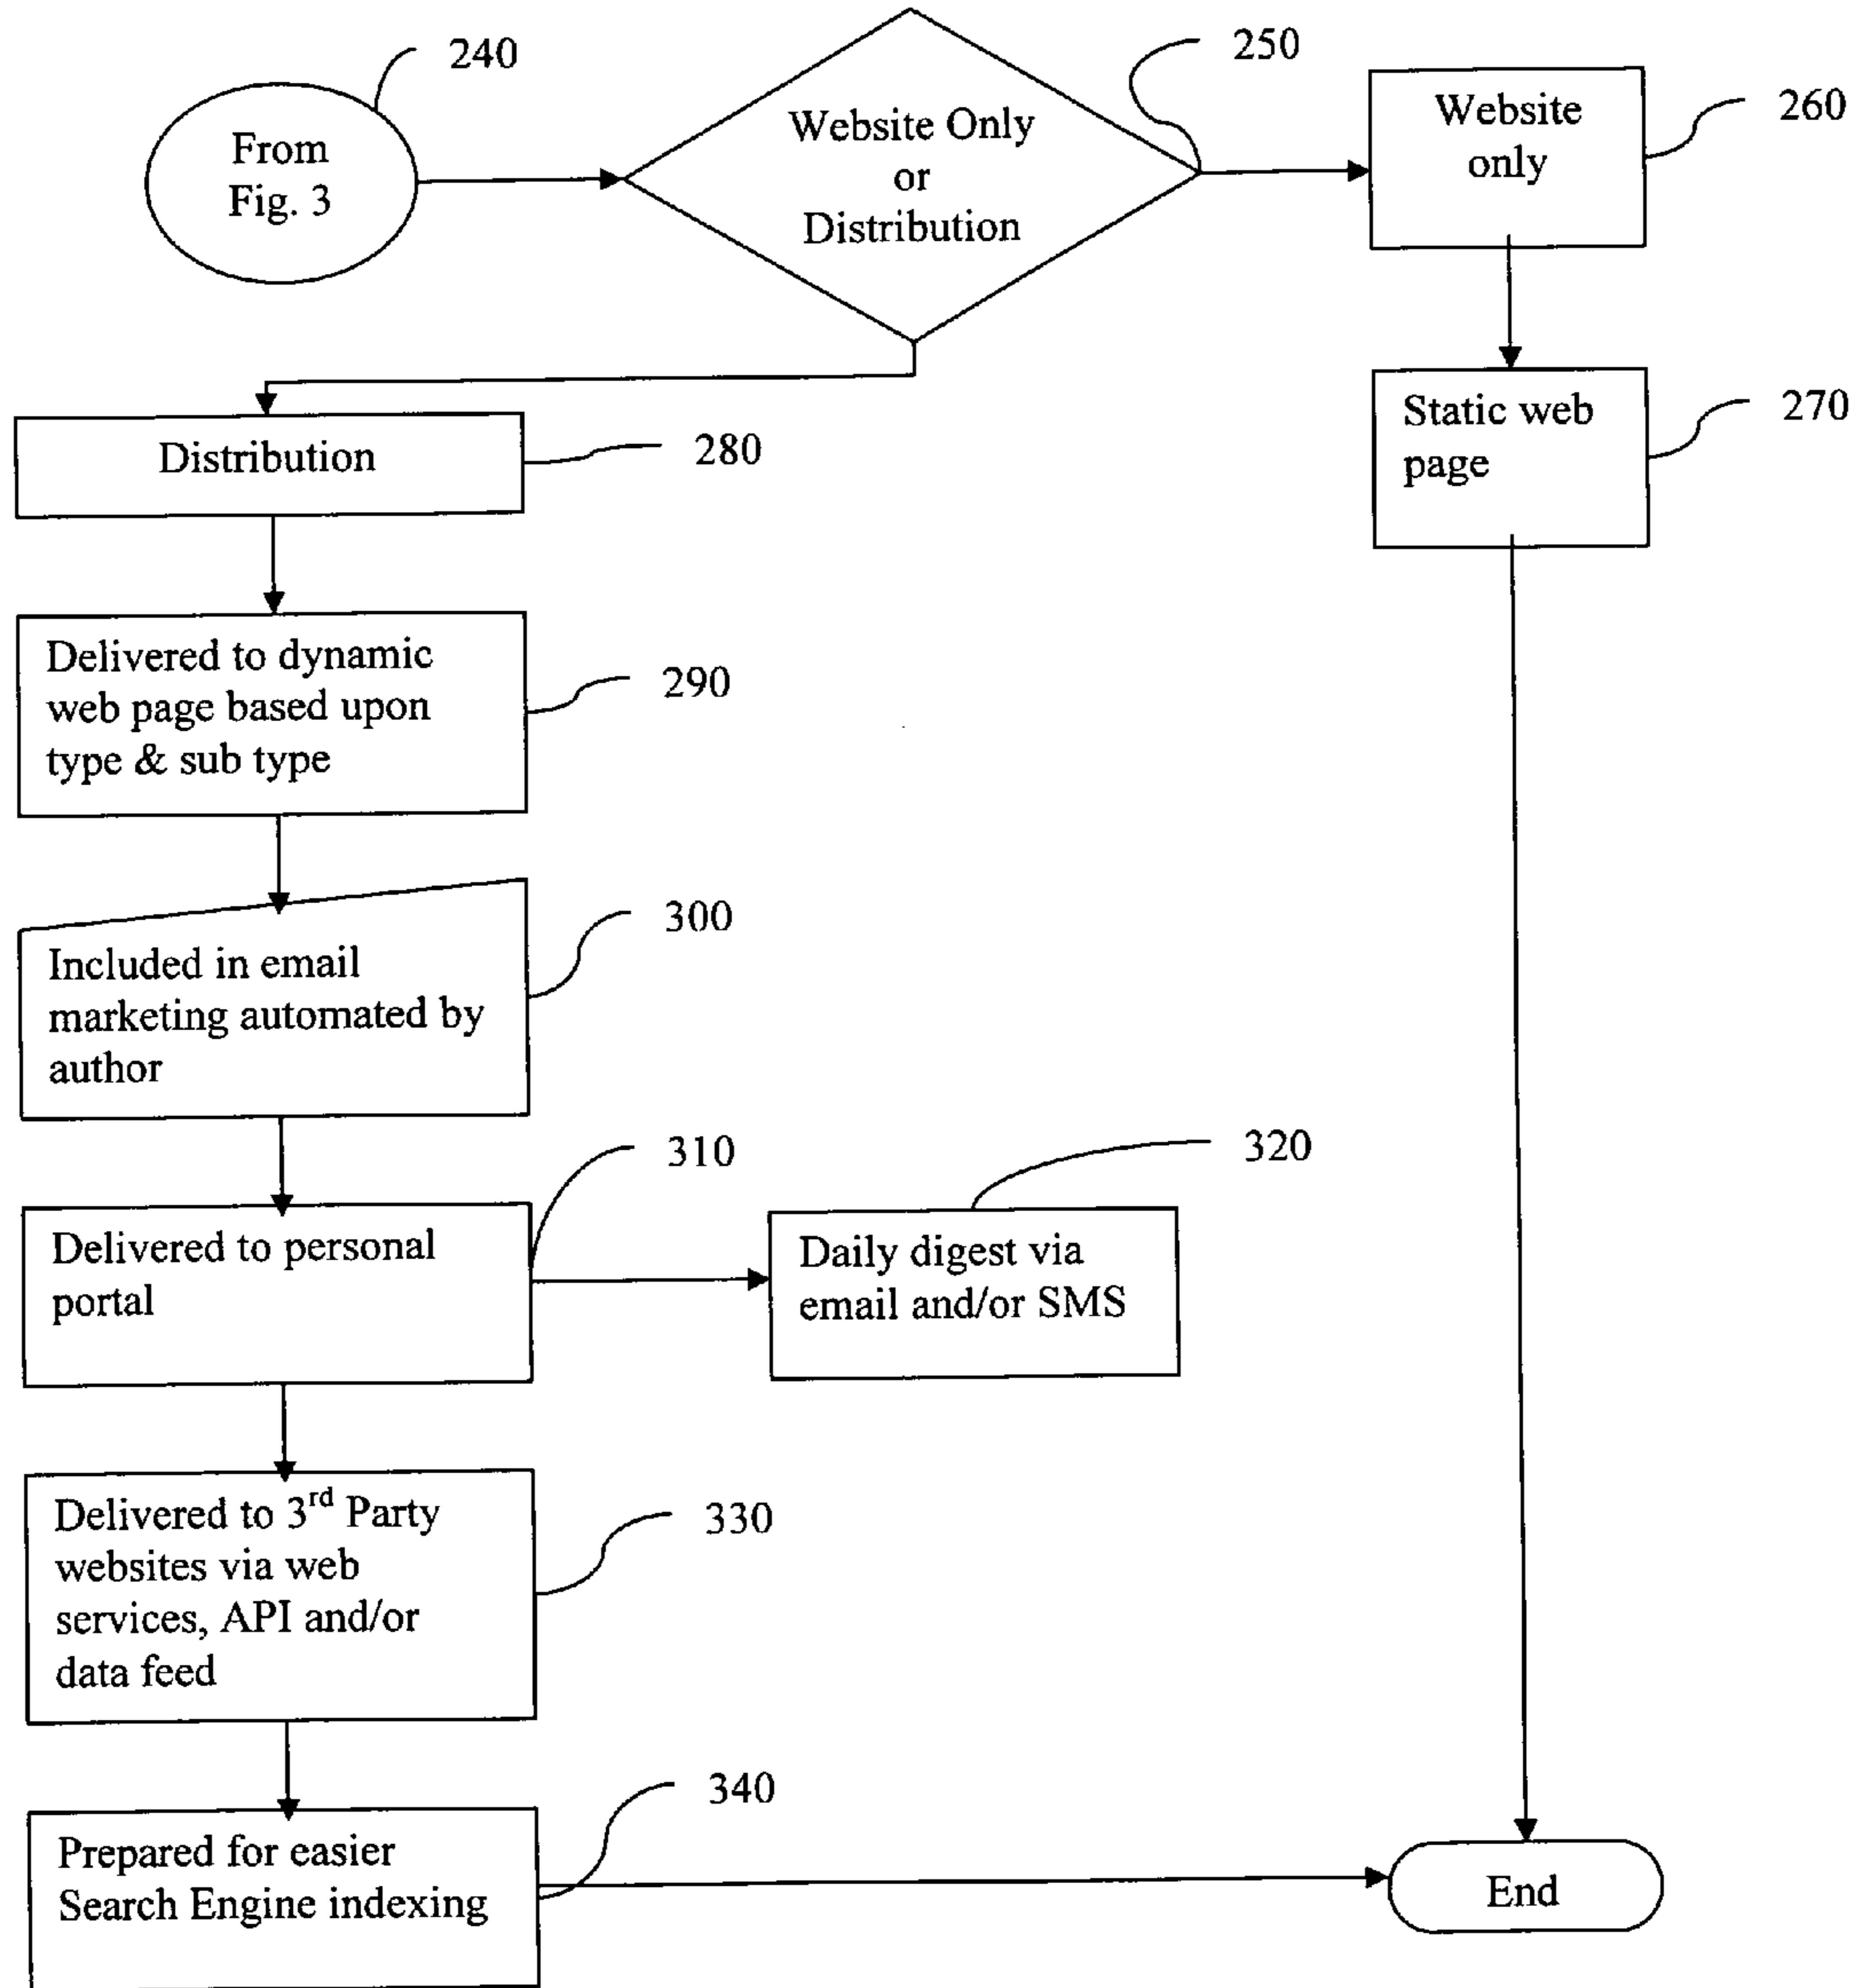 240
From
Fig. 3
Website Only
or
Distribution
250
Website
only
260
Static web
page
270
Distribution
280
Delivered to dynamic
web page based upon
type & sub type
290
Included in email
marketing automated by
author
300
Delivered to personal
portal
310
Daily digest via
email and/or SMS
320
Delivered to 3rd Party
websites via web
services, API and/or
data feed
330
Prepared for easier
Search Engine indexing
340
End